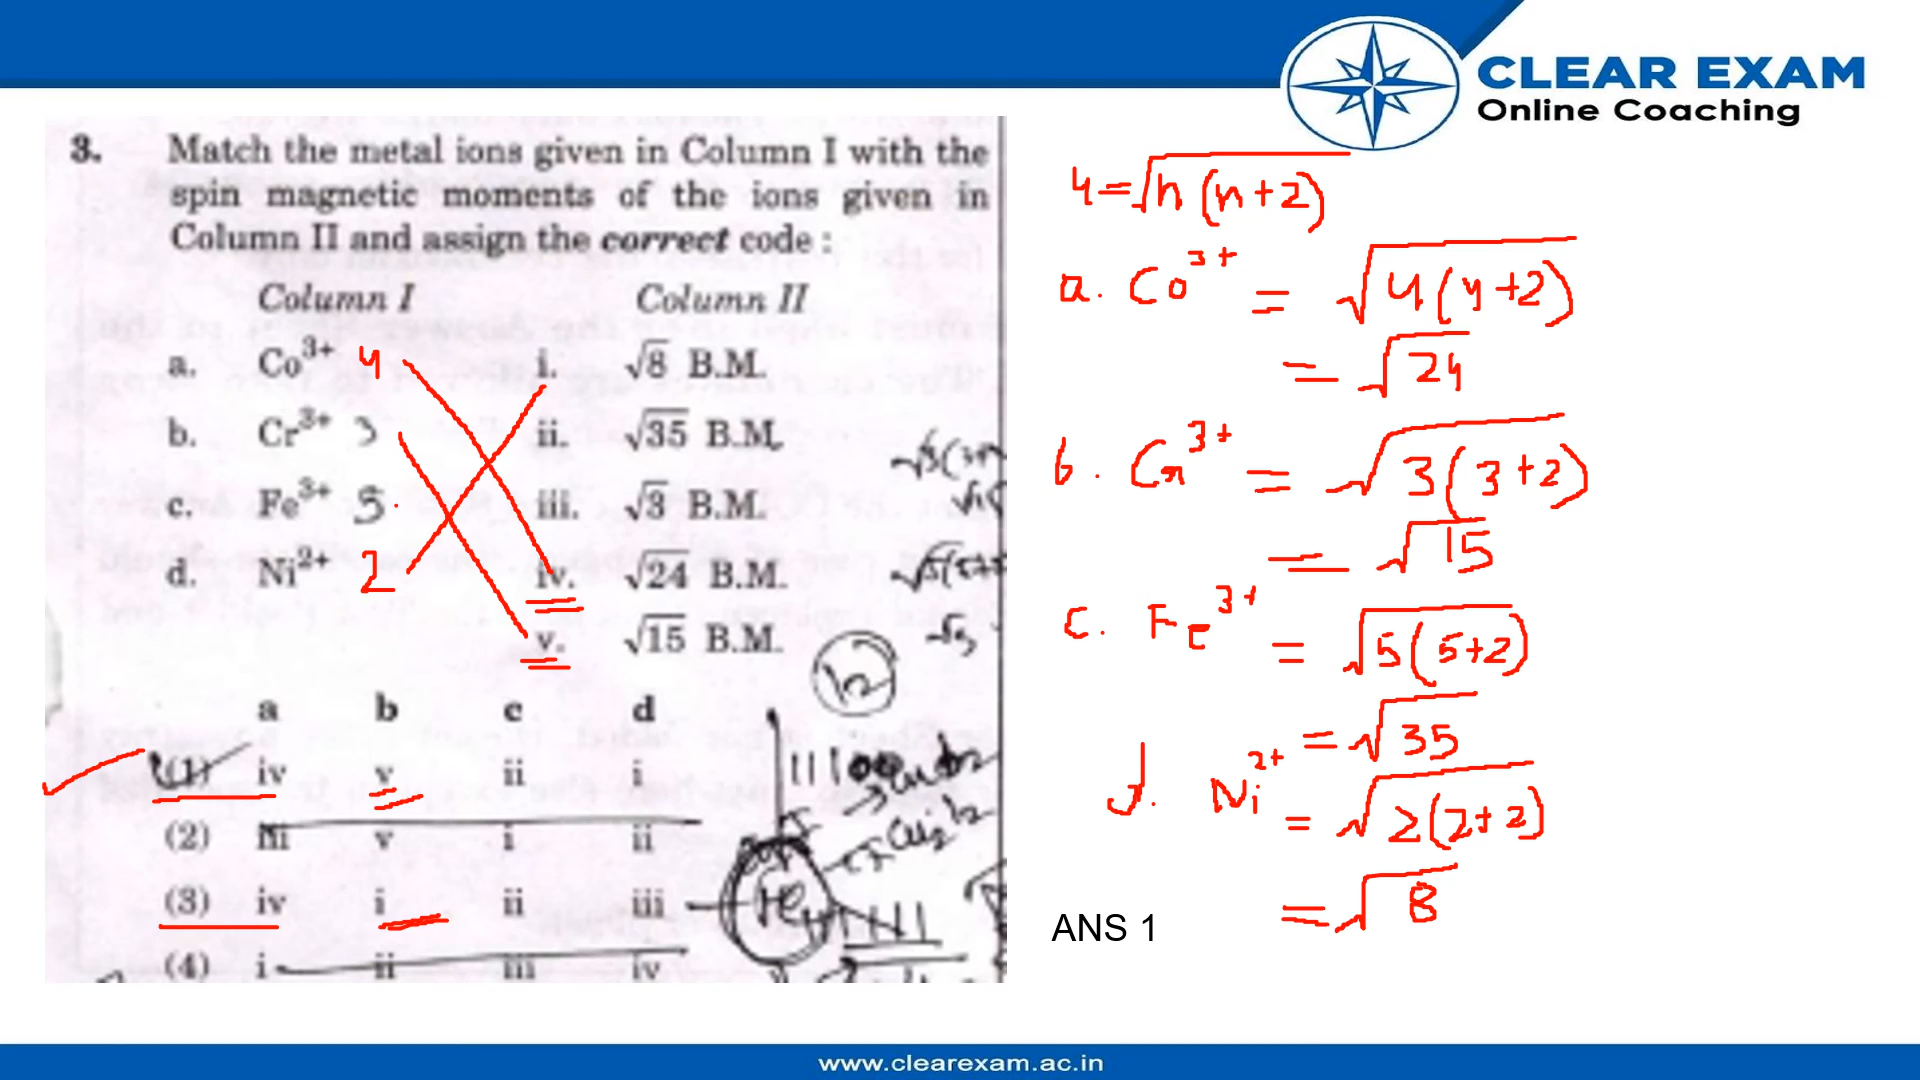 CLEAR EXAM
Online Coaching
3. Match the metal ions given in Column I with the
spin magnetic moments of the ions given in
Column II and assign the correct code :
Column I Column II
a. Co3+ 4 i. √8 B.M.
b. Cr3+ 3 ii. √35 B.M.
c. Fe3+ 5 iii. √3 B.M.
d. Ni2+ 2 iv. √24 B.M.
v. √15 B.M.
a b c d
(1) iv v ii i
(2) iii v i ii
(3) iv i ii iii
(4) i ii iii iv
4=√n(n+2)
a. Co3+ = √4(4+2)
= √24
b. Cr3+ = √3(3+2)
= √15
c. Fe3+ = √5(5+2)
= √35
d. Ni2+ = √2(2+2)
= √8
ANS 1
www.clearexam.ac.in